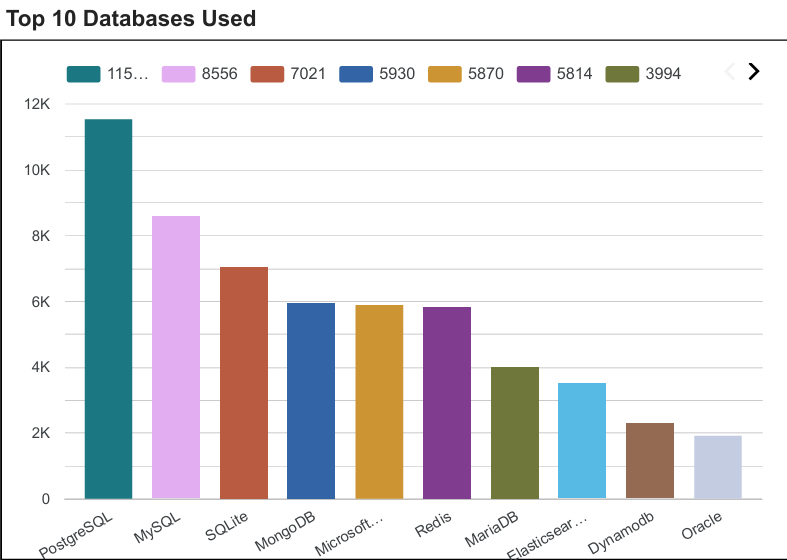 Top 10 Databases Used
115… 8556 7021 5930 5870 5814 3994
12K
10K
8K
6K
4K
2K
0
PostgreSQL MySQL SQLite MongoDB Microsoft… Redis MariaDB Elasticsear… Dynamodb Oracle